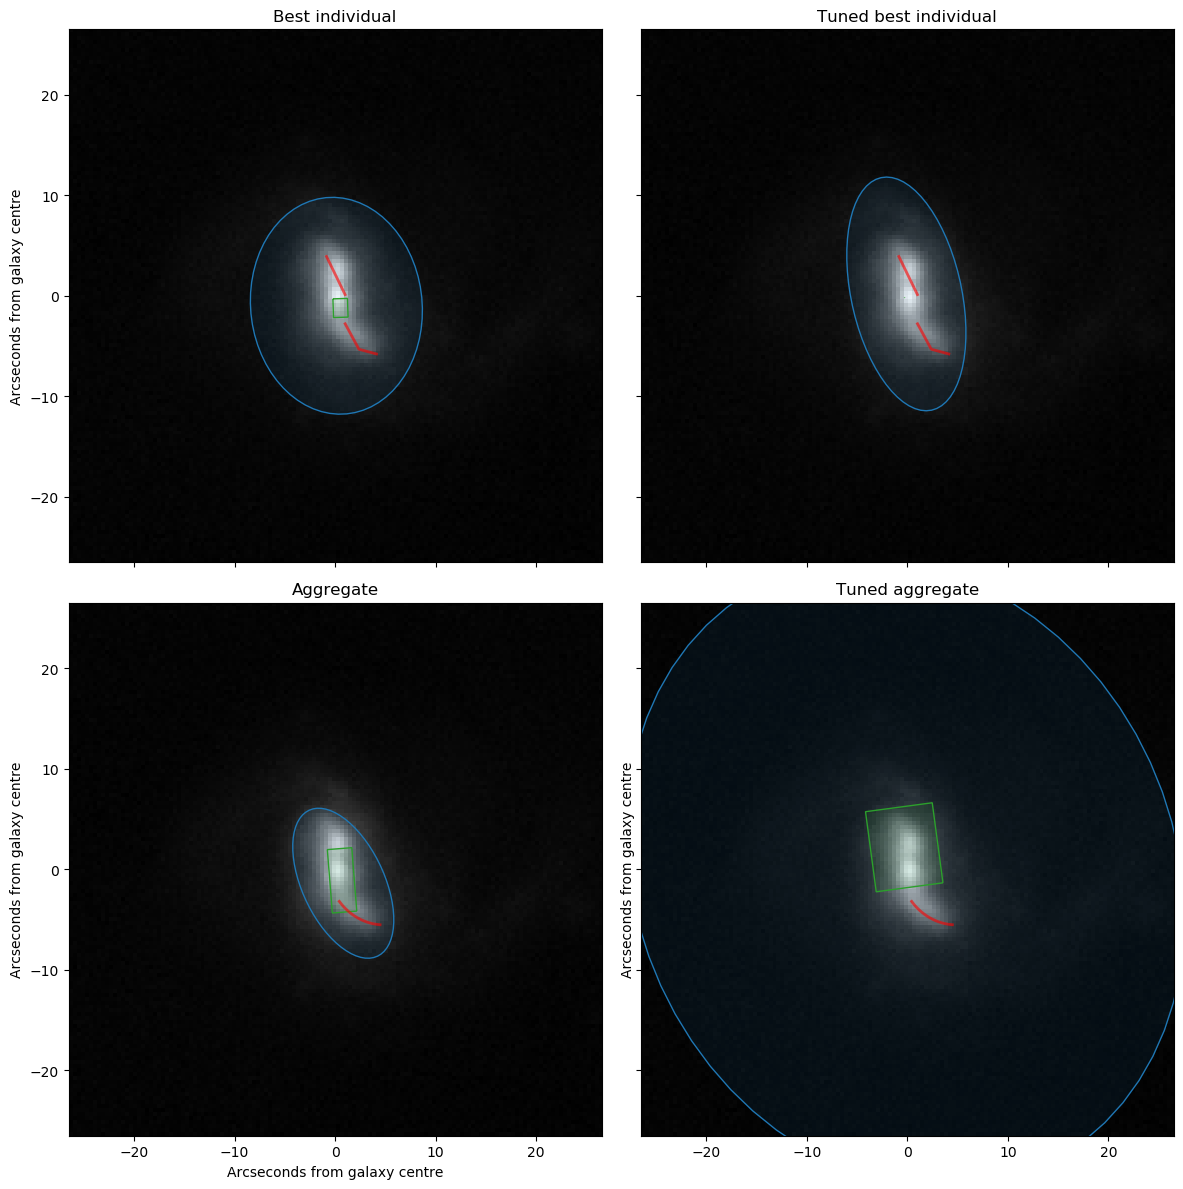 Best individual
Tuned best individual
20
10
0
−10
−20
Arcseconds from galaxy centre
Aggregate
Tuned aggregate
20
10
0
−10
−20
Arcseconds from galaxy centre
Arcseconds from galaxy centre
−20 −10 0 10 20
−20 −10 0 10 20
Arcseconds from galaxy centre